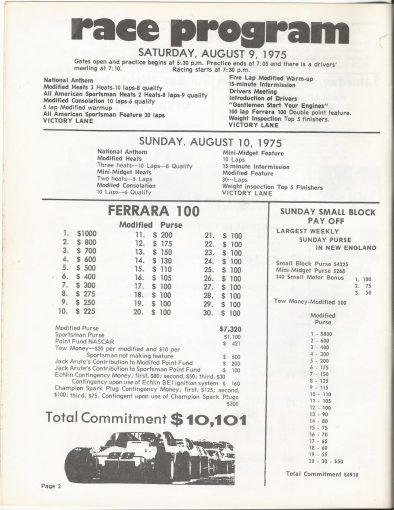 race program
SATURDAY, AUGUST 9, 1975
Gates open and practice begins at 5:30 p.m. Practice ends at 7:05 and there is a drivers'
meeting at 7:10. Racing starts at 7:30 p.m.
National Anthem
Modified Heats 3 Heats-10 laps-8 qualify
All American Sportsman Heats 2 Heats-8 laps-9 qualify
Modified Consolation 10 laps-6 qualify
5 lap Modified warmup
All American Sportsman Feature 20 laps
VICTORY LANE
Five Lap Modified Warm-up
15-minute Intermission
Drivers Meeting
Introduction of Drivers
"Gentlemen Start Your Engines"
100 lap Ferrara 100 Double point feature.
Weight Inspection Top 5 finishers.
VICTORY LANE
SUNDAY, AUGUST 10, 1975
National Anthem
Modified Heats
Three heats--10 Laps--8 Qualify
Mini-Midget Heats
Two heats--8 Laps
Modiied Consolation
10 Laps--6 Qualify
Mini-Midget Feature
10 Laps
15-minute Intermission
Modified Feature
30--Laps
Weight Inspection Top 5 Finishers
VICTORY LANE
FERRARA 100
Modified Purse
1. $1000
2. $ 800
3. $ 700
4. $ 600
5. $ 500
6. $ 400
7. $ 300
8. $ 275
9. $ 250
10. $ 225
11. $ 200
12. $ 175
13. $ 150
14. $ 130
15. $ 110
16. $ 105
17. $ 100
18. $ 100
19. $ 100
20. $ 100
21. $ 100
22. $ 100
23. $ 100
24. $ 100
25. $ 100
26. $ 100
27. $ 100
28. $ 100
29. $ 100
30. $ 100
Modified Purse $7,320
Sportsman Purse $1,100
Point Fund NASCAR $ 421
Tow Money--$20 per modified and $10 per
Sportsman not making feature $ 500
Jack Arute's Contribution to Modified Point Fund $ 200
Jack Arute's Contribution to Sportsman Point Fund $ 100
Echlin Contingency Money; first, $80; second, $50; third, $30
Contingency upon use of Echlin BEI ignition system $ 160
Champion Spark Plug Contingency Money: first, $125; second,
$100; third, $75. Contingent upon use of Champion Spark Plugs
$300
Total Commitment $10,101
Page 2
SUNDAY SMALL BLOCK
PAY OFF
LARGEST WEEKLY
SUNDAY PURSE
IN NEW ENGLAND
Small Block Purse $4225
Mini-Midget Purse $268
340 Small Motor Bonus 1. 100
2. 75
3. 50
Tow Money-Modified 200
Modified
Purse
1 - $800
2 - 600
3 - 400
4 - 300
5 - 200
6 - 175
7 - 150
8 - 125
9 - 115
10 - 110
11 - 105
12 - 100
13 - 90
14 - 80
15 - 75
16 - 70
17 - 65
18 - 60
19 - 55
20 - 30 - $50
Total Commitment $4918